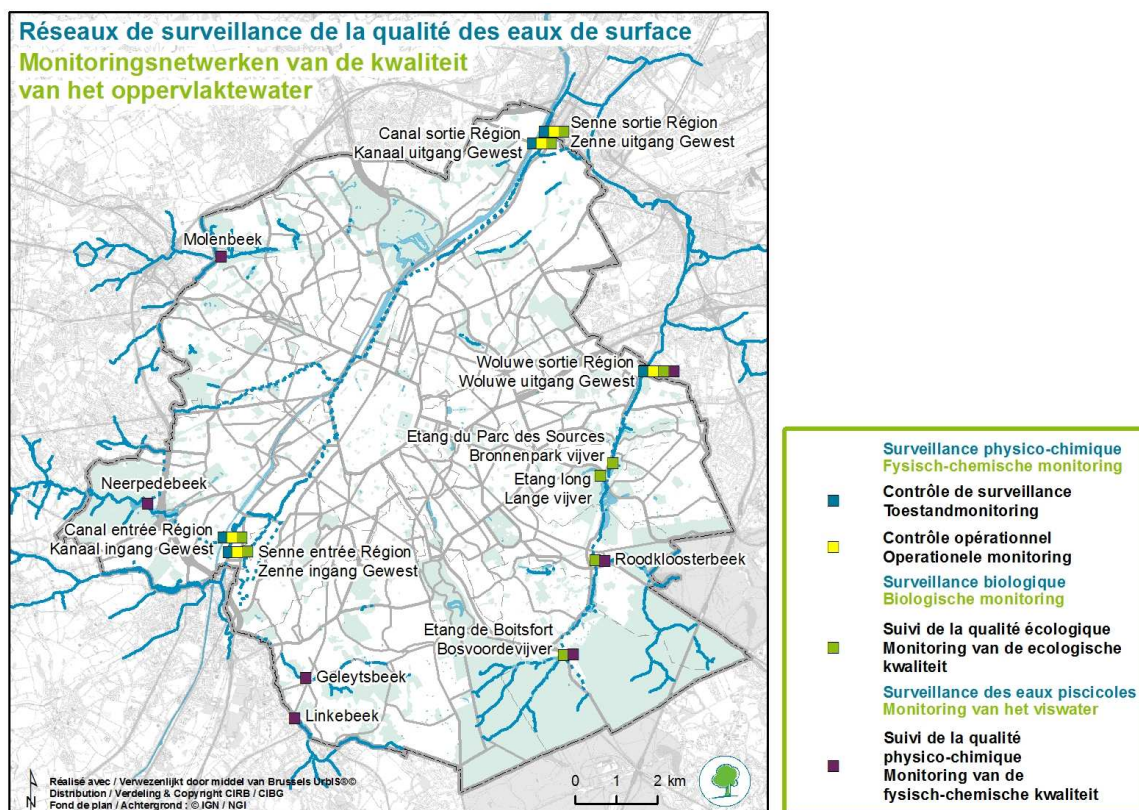 Réseaux de surveillance de la qualité des eaux de surface
Monitoringsnetwerken van de kwaliteit
van het oppervlaktewater
Canal sortie Région
Kanaal uitgang Gewest
Senne sortie Région
Zenne uitgang Gewest
Molenbeek
Woluwe sortie Région
Woluwe uitgang Gewest
Etang du Parc des Sources
Bronnenpark vijver
Etang long
Lange vijver
Neerpedebeek
Canal entrée Région
Kanaal ingang Gewest
Senne entrée Région
Zenne ingang Gewest
Roodkloosterbeek
Etang de Boitsfort
Bosvoordevijver
Geleytsbeek
Linkebeek
N
Réalisé avec / Verwezenlijkt door middel van Brussels UrbIS®©
Distribution / Verdeling & Copyright CIRB / CIBG
Fond de plan / Achtergrond : © IGN / NGI
0 1 2 km
Surveillance physico-chimique
Fysisch-chemische monitoring
Contrôle de surveillance
Toestandmonitoring
Contrôle opérationnel
Operationele monitoring
Surveillance biologique
Biologische monitoring
Suivi de la qualité écologique
Monitoring van de ecologische
kwaliteit
Surveillance des eaux piscicoles
Monitoring van het viswater
Suivi de la qualité
physico-chimique
Monitoring van de
fysisch-chemische kwaliteit